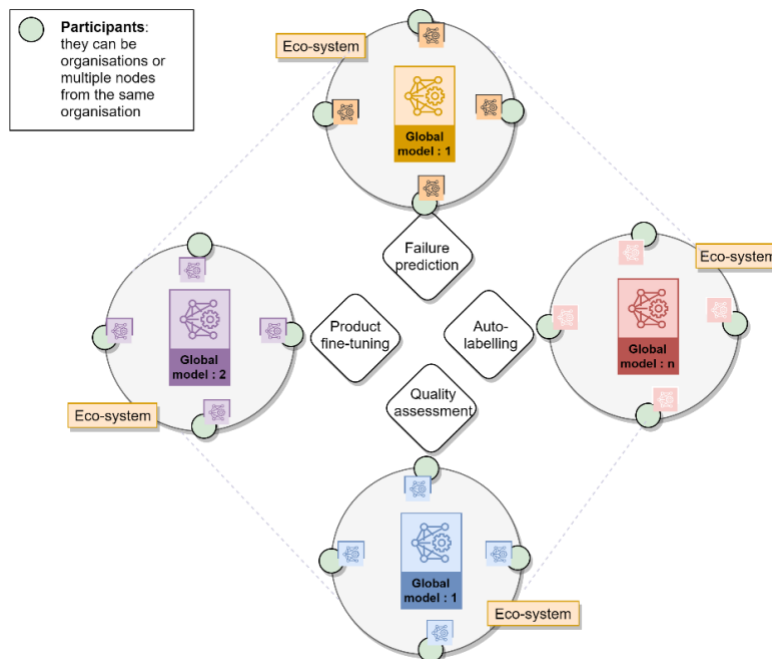 Participants:
they can be
organisations or
multiple nodes
from the same
organisation
Eco-system
Global
model : 1
Failure
prediction
Eco-system
Global
model : 2
Product
fine-tuning
Auto-
labelling
Global
model : n
Eco-system
Quality
assessment
Global
model : 1
Eco-system